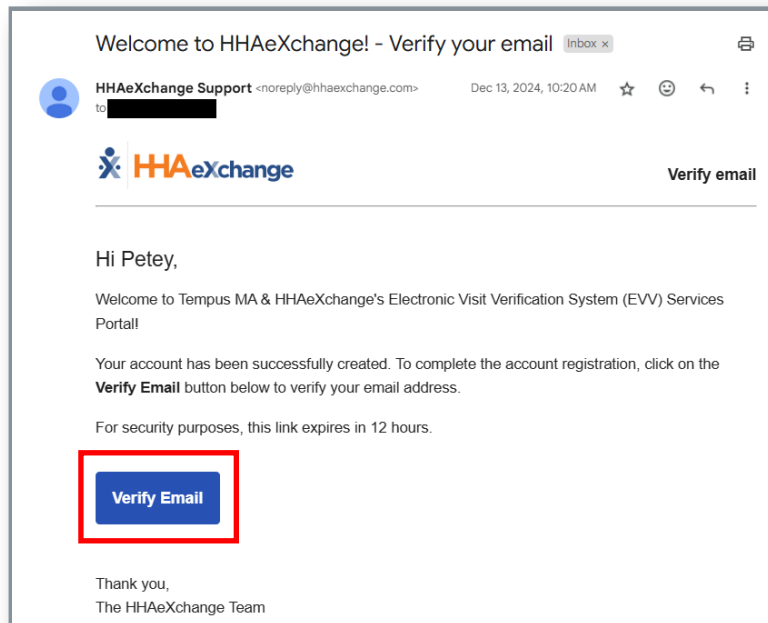 Welcome to HHAeXchange! - Verify your email Inbox ×
HHAeXchange Support <noreply@hhaexchange.com> Dec 13, 2024, 10:20 AM
to
HHAeXchange
Verify email
Hi Petey,
Welcome to Tempus MA & HHAeXchange's Electronic Visit Verification System (EVV) Services
Portal!
Your account has been successfully created. To complete the account registration, click on the
Verify Email button below to verify your email address.
For security purposes, this link expires in 12 hours.
Verify Email
Thank you,
The HHAeXchange Team